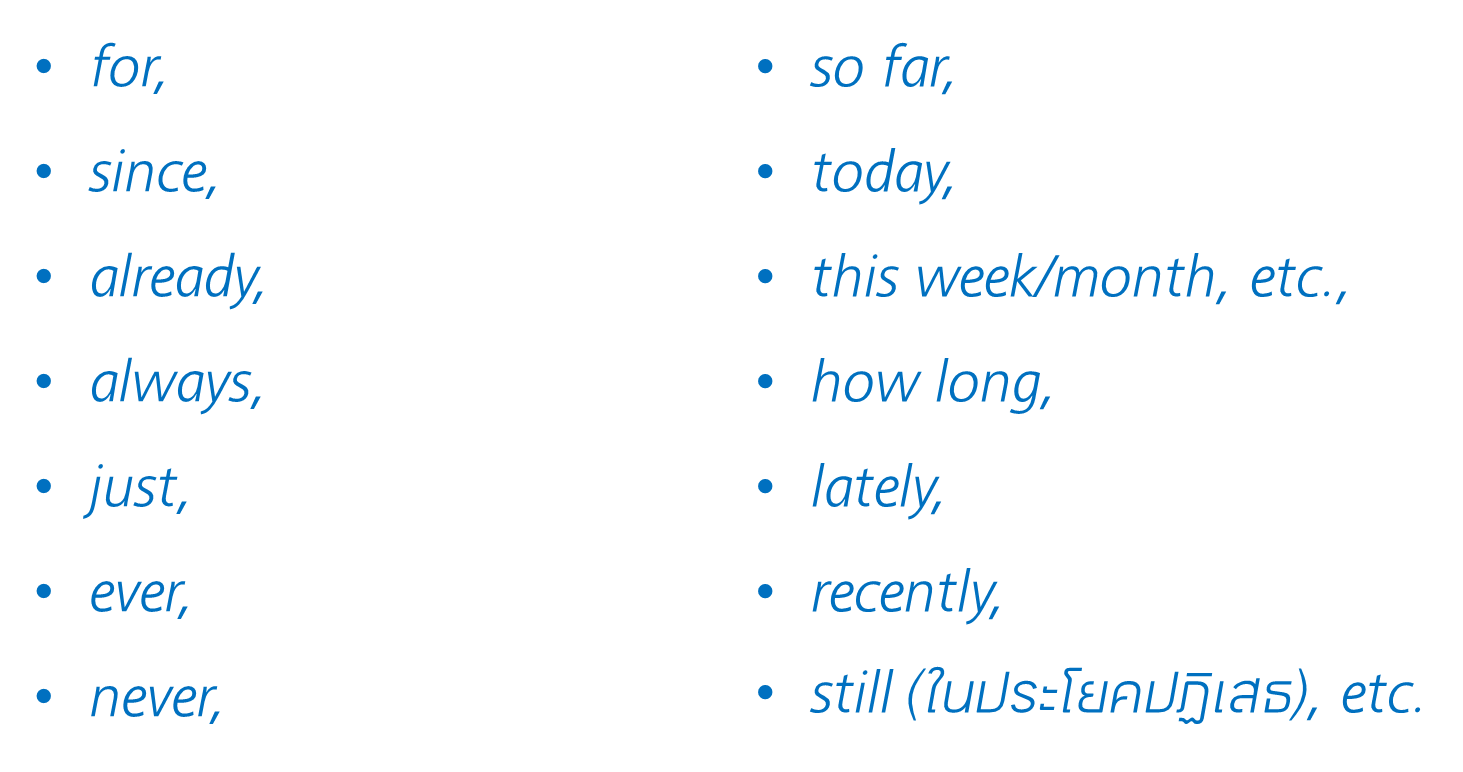 • for,
• since,
• already,
• always,
• just,
• ever,
• never,
• so far,
• today,
• this week/month, etc.,
• how long,
• lately,
• recently,
• still (ในประโยคปฏิเสธ), etc.